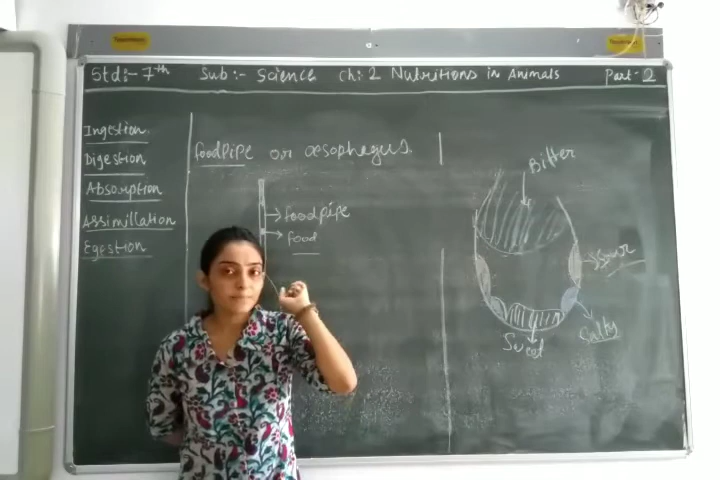 Std:- 7th Sub :- Science Ch: 2 Nutritions in Animals Part- 2
Ingestion
Digestion
Absorption
Assimillation
Egestion
foodpipe or œsophagus
foodpipe
food
Bitter
Sour
Salty
Sweet